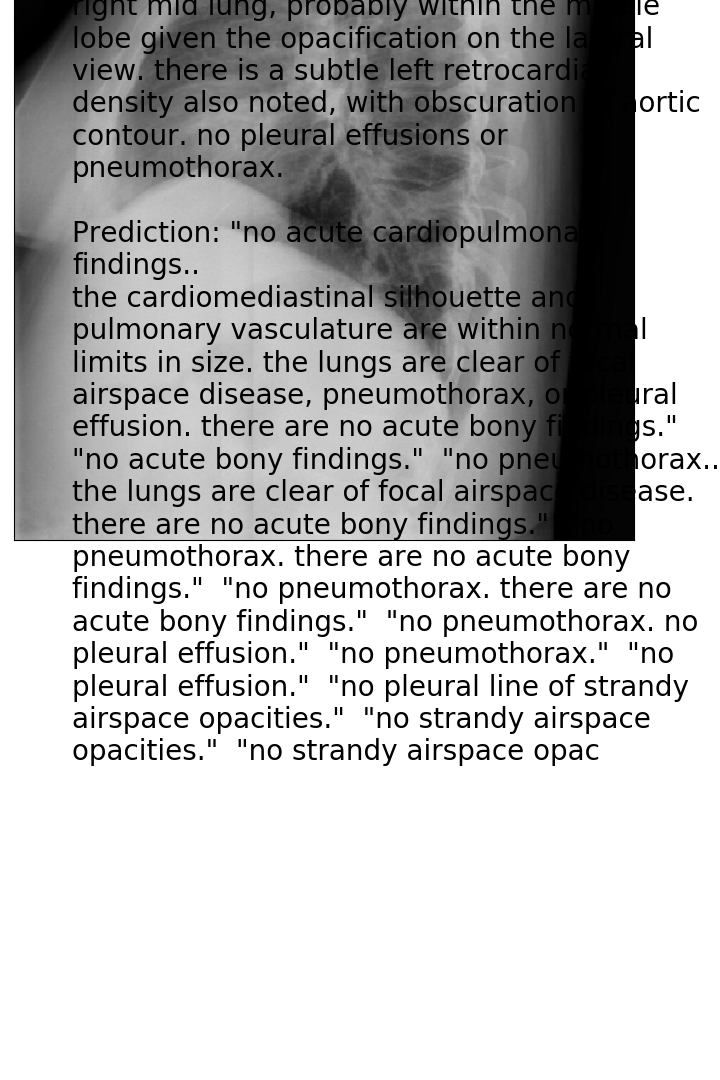 right mid lung, probably within the middle
lobe given the opacification on the lateral
view. there is a subtle left retrocardiac
density also noted, with obscuration of aortic
contour. no pleural effusions or
pneumothorax.
Prediction: "no acute cardiopulmonary
findings..
the cardiomediastinal silhouette and
pulmonary vasculature are within normal
limits in size. the lungs are clear of focal
airspace disease, pneumothorax, or pleural
effusion. there are no acute bony findings."
"no acute bony findings."  "no pneumothorax..
the lungs are clear of focal airspace disease.
there are no acute bony findings."  "no
pneumothorax. there are no acute bony
findings."  "no pneumothorax. there are no
acute bony findings."  "no pneumothorax. no
pleural effusion."  "no pneumothorax."  "no
pleural effusion."  "no pleural line of strandy
airspace opacities."  "no strandy airspace
opacities."  "no strandy airspace opac